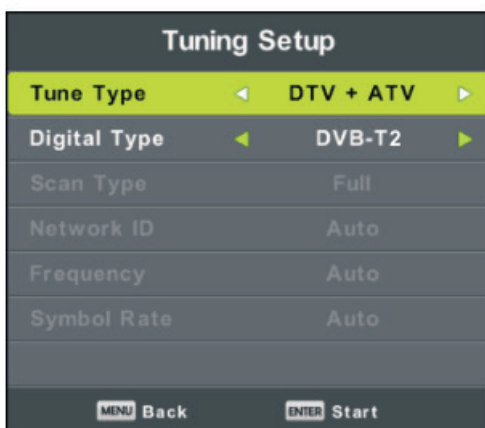 Tuning Setup
Tune Type DTV + ATV
Digital Type DVB-T2
Scan Type Full
Network ID Auto
Frequency Auto
Symbol Rate Auto
MENU Back ENTER Start